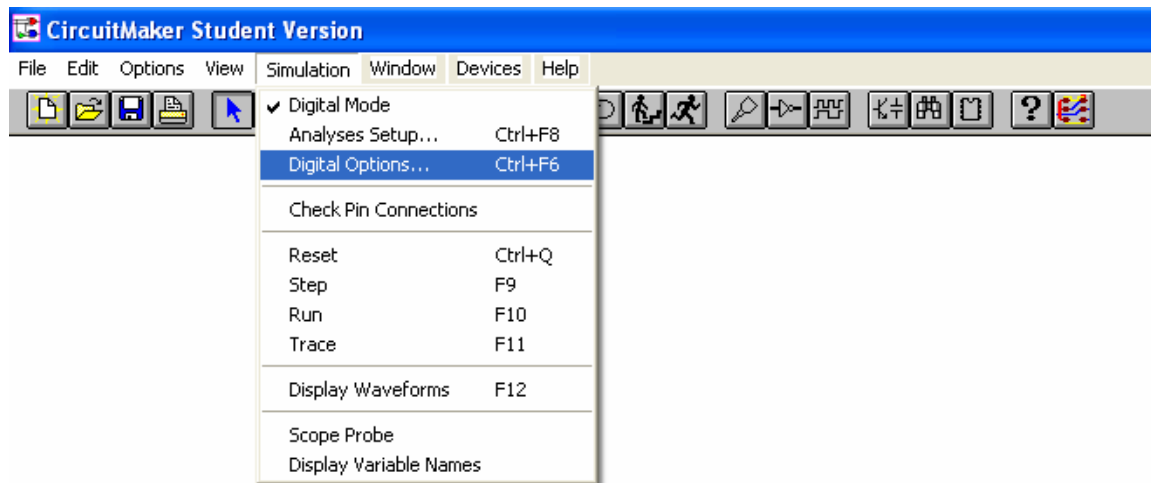 CircuitMaker Student Version
File Edit Options View Simulation Window Devices Help
Digital Mode
Analyses Setup... Ctrl+F8
Digital Options... Ctrl+F6
Check Pin Connections
Reset Ctrl+Q
Step F9
Run F10
Trace F11
Display Waveforms F12
Scope Probe
Display Variable Names